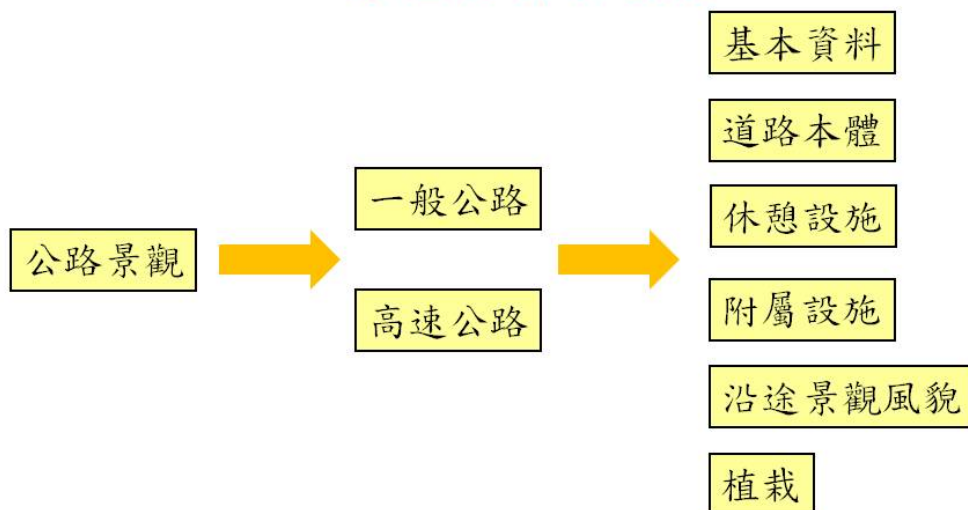 公路景觀
一般公路
高速公路
基本資料
道路本體
休憩設施
附屬設施
沿途景觀風貌
植栽